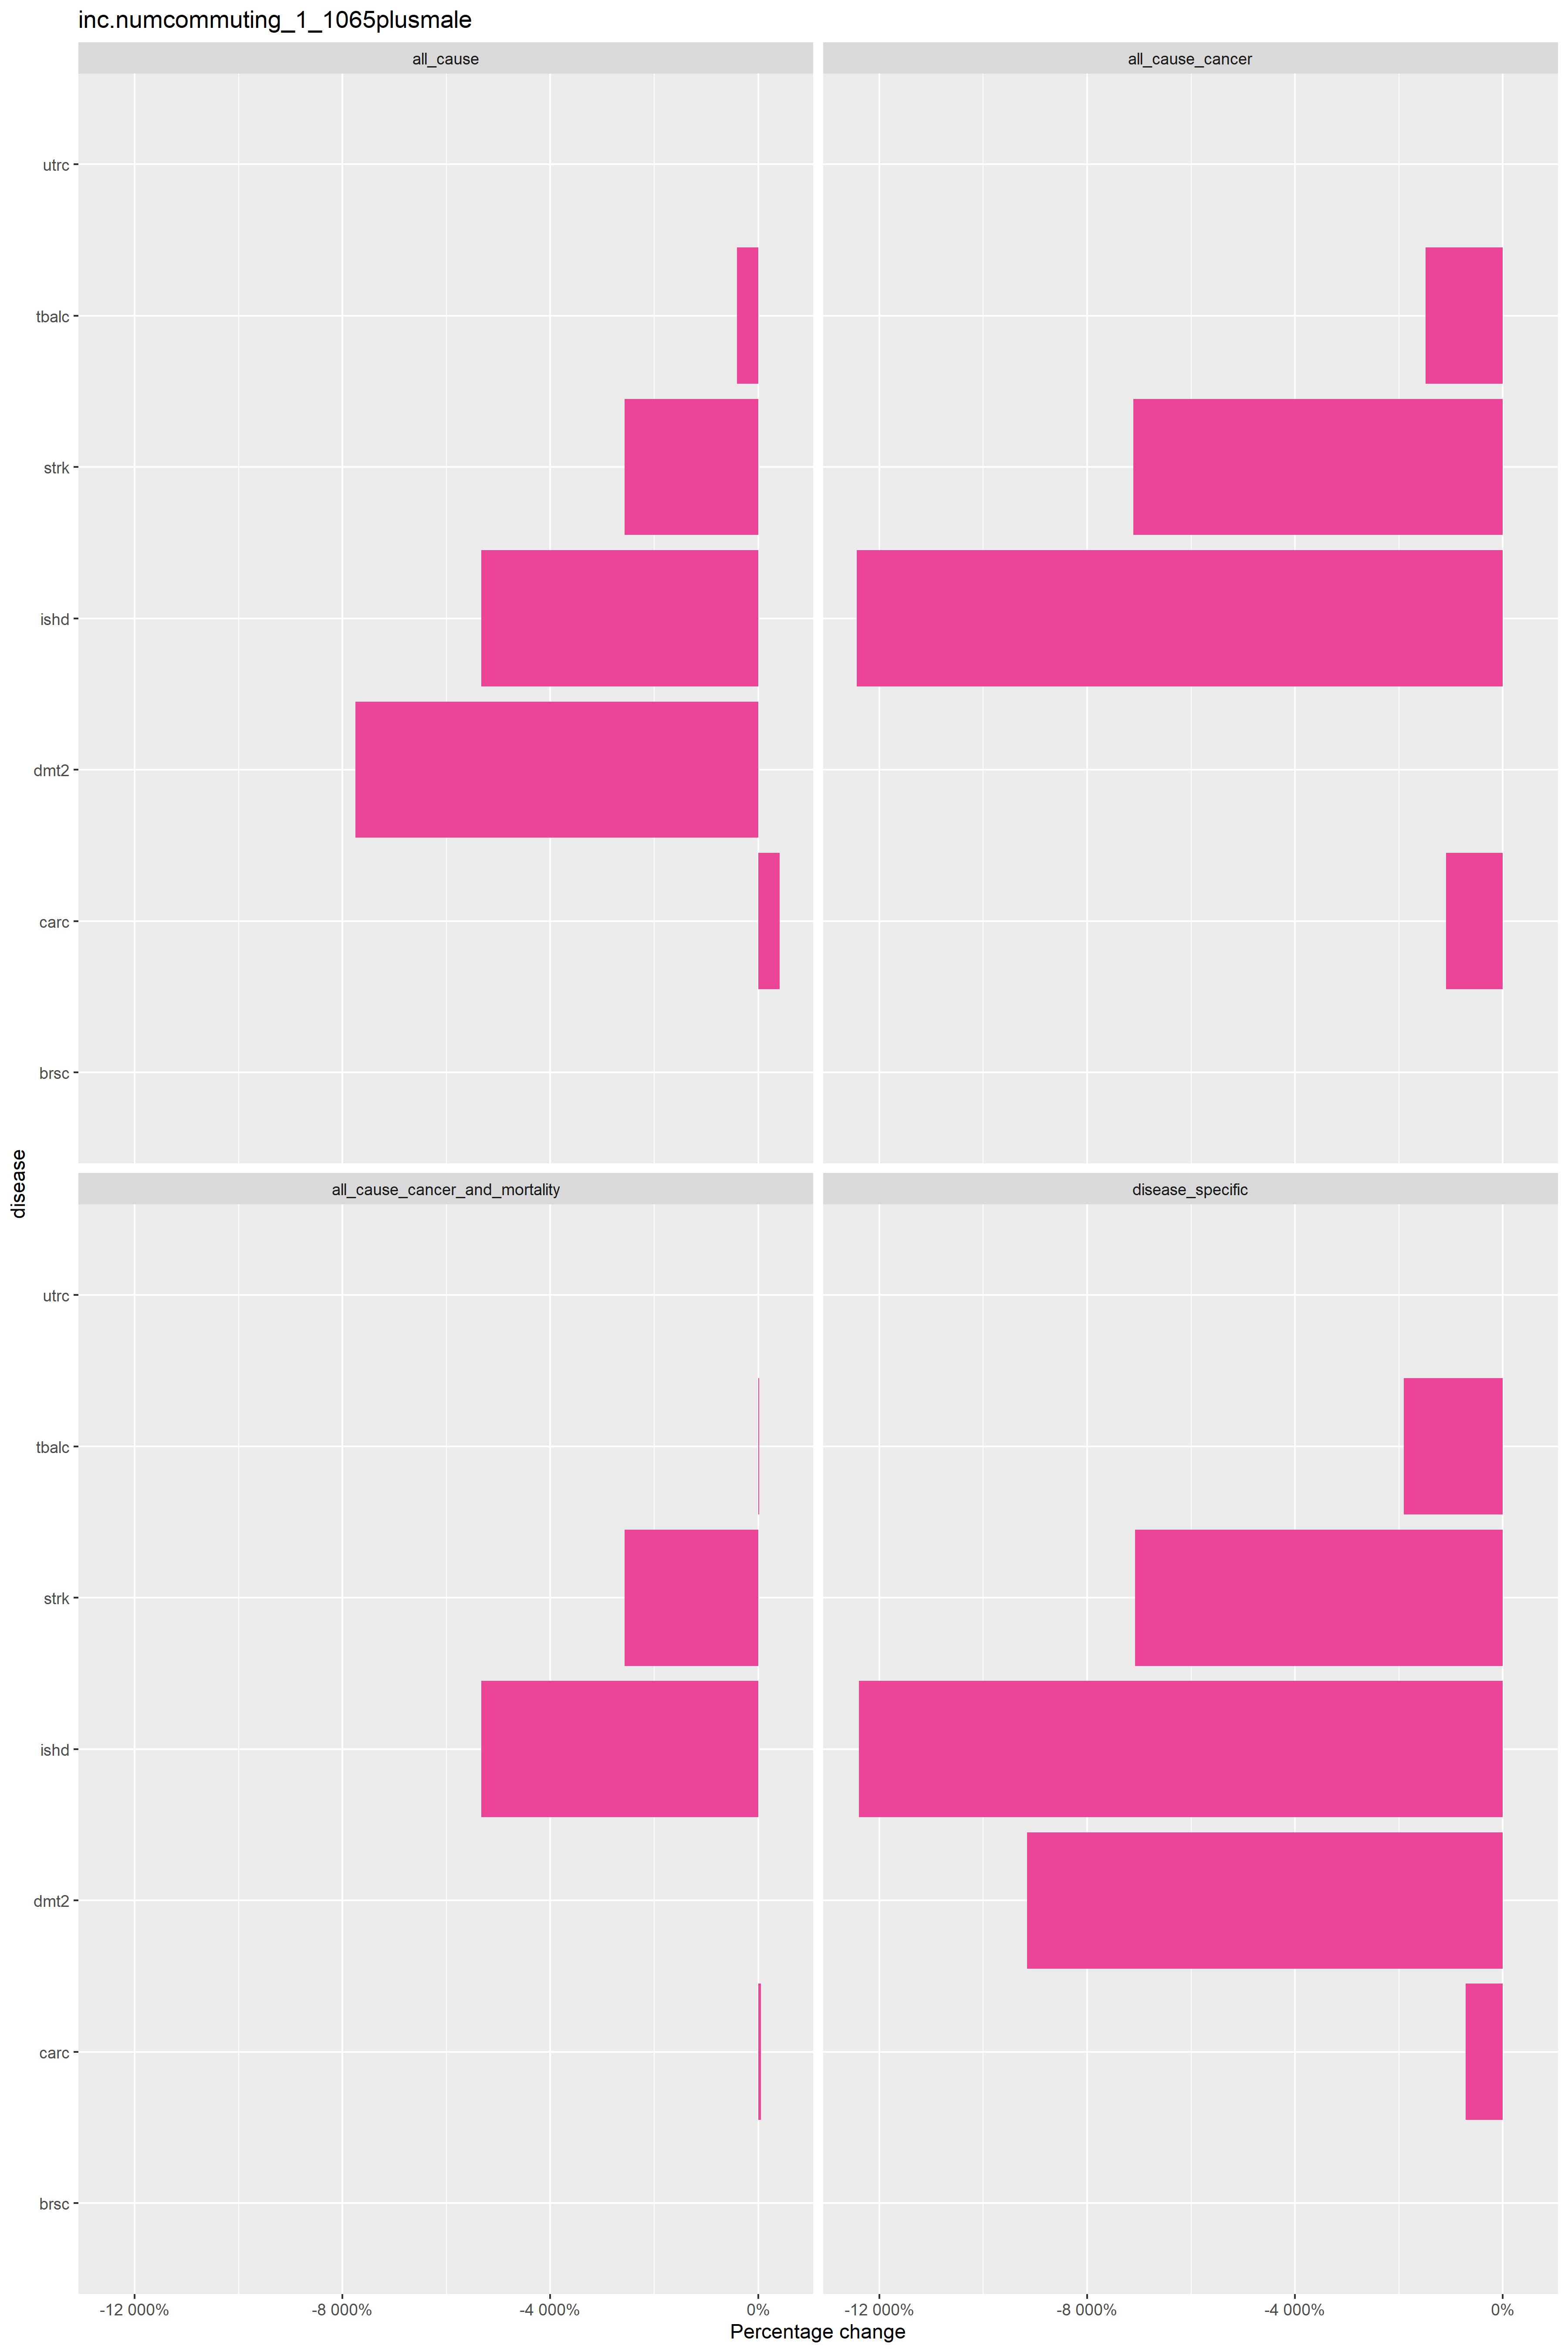 inc.numcommuting_1_1065plusmale
all_cause
all_cause_cancer
utrc
tbalc
strk
ishd
dmt2
carc
brsc
disease
all_cause_cancer_and_mortality
disease_specific
utrc
tbalc
strk
ishd
dmt2
carc
brsc
-12 000% -8 000% -4 000% 0% -12 000% -8 000% -4 000% 0%
Percentage change